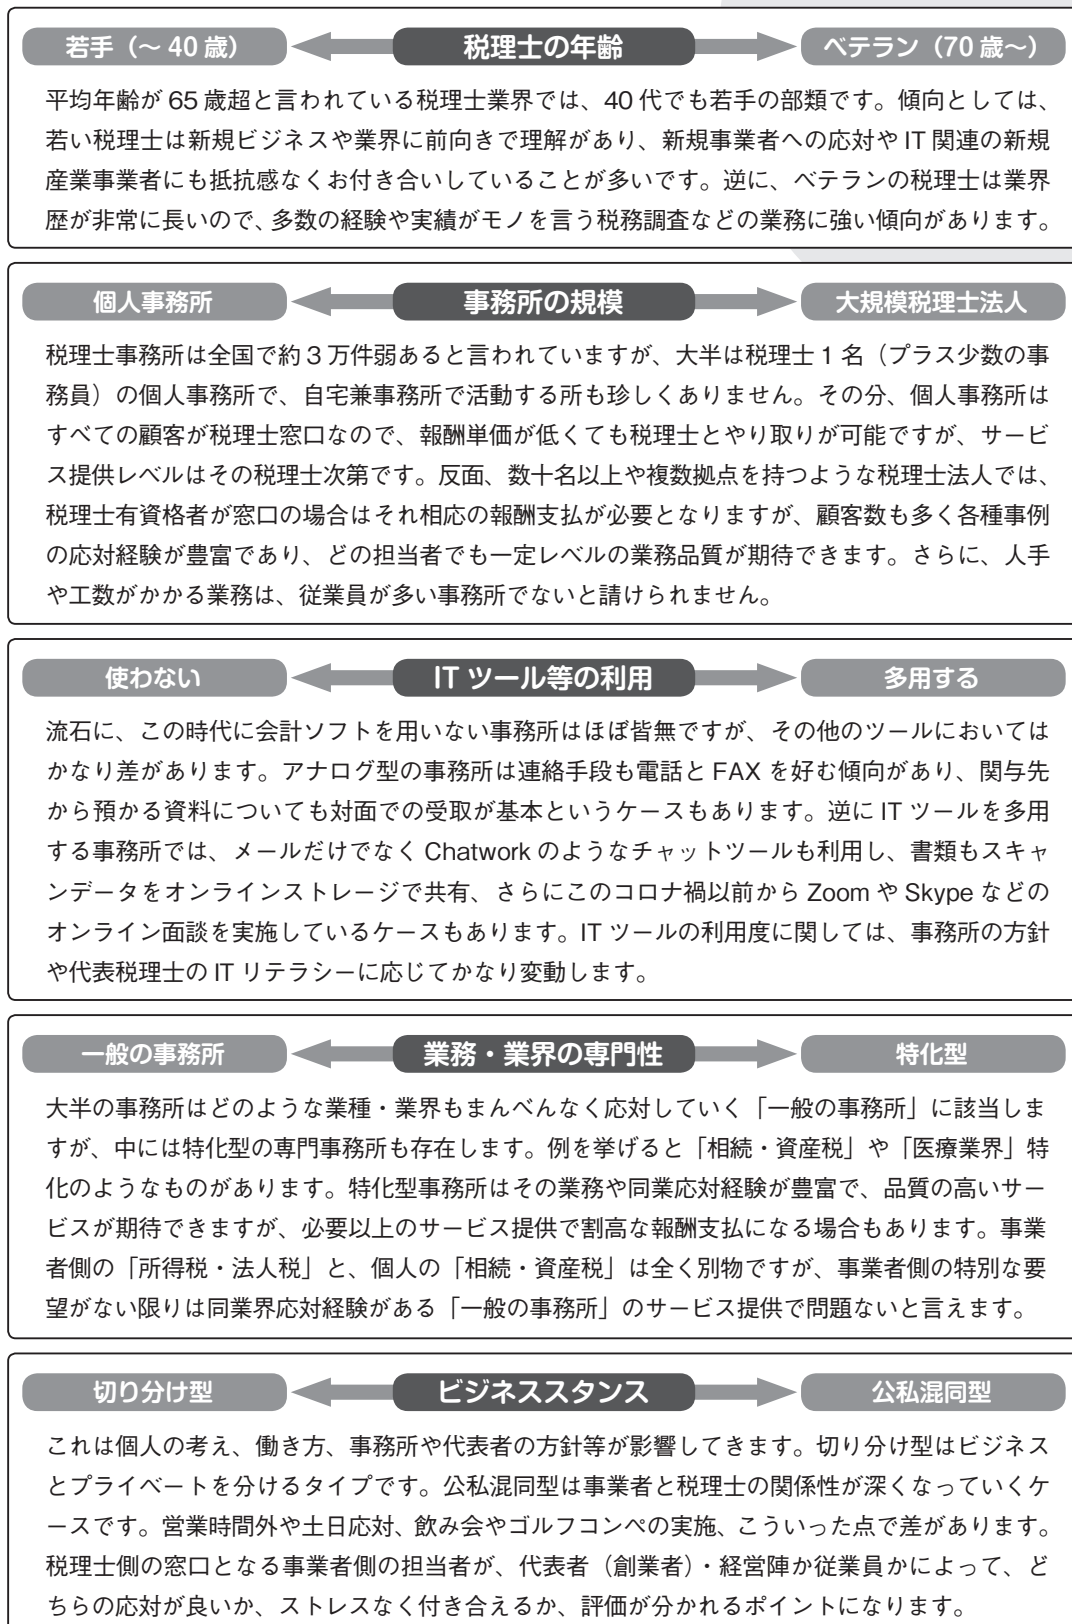 若手（～ 40 歳） 税理士の年齢 ベテラン（70 歳～）
平均年齢が 65 歳超と言われている税理士業界では、40 代でも若手の部類です。傾向としては、
若い税理士は新規ビジネスや業界に前向きで理解があり、新規事業者への応対や IT 関連の新規
産業事業者にも抵抗感なくお付き合いしていることが多いです。逆に、ベテランの税理士は業界
歴が非常に長いので、多数の経験や実績がモノを言う税務調査などの業務に強い傾向があります。
個人事務所 事務所の規模 大規模税理士法人
税理士事務所は全国で約 3 万件弱あると言われていますが、大半は税理士 1 名（プラス少数の事
務員）の個人事務所で、自宅兼事務所で活動する所も珍しくありません。その分、個人事務所は
すべての顧客が税理士窓口なので、報酬単価が低くても税理士とやり取りが可能ですが、サービ
ス提供レベルはその税理士次第です。反面、数十名以上や複数拠点を持つような税理士法人では、
税理士有資格者が窓口の場合はそれ相応の報酬支払が必要となりますが、顧客数も多く各種事例
の応対経験が豊富であり、どの担当者でも一定レベルの業務品質が期待できます。さらに、人手
や工数がかかる業務は、従業員が多い事務所でないと請けられません。
使わない IT ツール等の利用 多用する
流石に、この時代に会計ソフトを用いない事務所はほぼ皆無ですが、その他のツールにおいては
かなり差があります。アナログ型の事務所は連絡手段も電話と FAX を好む傾向があり、関与先
から預かる資料についても対面での受取が基本というケースもあります。逆に IT ツールを多用
する事務所では、メールだけでなく Chatwork のようなチャットツールも利用し、書類もスキャ
ンデータをオンラインストレージで共有、さらにこのコロナ禍以前から Zoom や Skype などの
オンライン面談を実施しているケースもあります。IT ツールの利用度に関しては、事務所の方針
や代表税理士の IT リテラシーに応じてかなり変動します。
一般の事務所 業務・業界の専門性 特化型
大半の事務所はどのような業種・業界もまんべんなく応対していく「一般の事務所」に該当しま
すが、中には特化型の専門事務所も存在します。例を挙げると「相続・資産税」や「医療業界」特
化のようなものがあります。特化型事務所はその業務や同業応対経験が豊富で、品質の高いサー
ビスが期待できますが、必要以上のサービス提供で割高な報酬支払になる場合もあります。事業
者側の「所得税・法人税」と、個人の「相続・資産税」は全く別物ですが、事業者側の特別な要
望がない限りは同業界応対経験がある「一般の事務所」のサービス提供で問題ないと言えます。
切り分け型 ビジネススタンス 公私混同型
これは個人の考え、働き方、事務所や代表者の方針等が影響してきます。切り分け型はビジネス
とプライベートを分けるタイプです。公私混同型は事業者と税理士の関係性が深くなっていくケ
ースです。営業時間外や土日応対、飲み会やゴルフコンペの実施、こういった点で差があります。
税理士側の窓口となる事業者側の担当者が、代表者（創業者）・経営陣か従業員かによって、ど
ちらの応対が良いか、ストレスなく付き合えるか、評価が分かれるポイントになります。